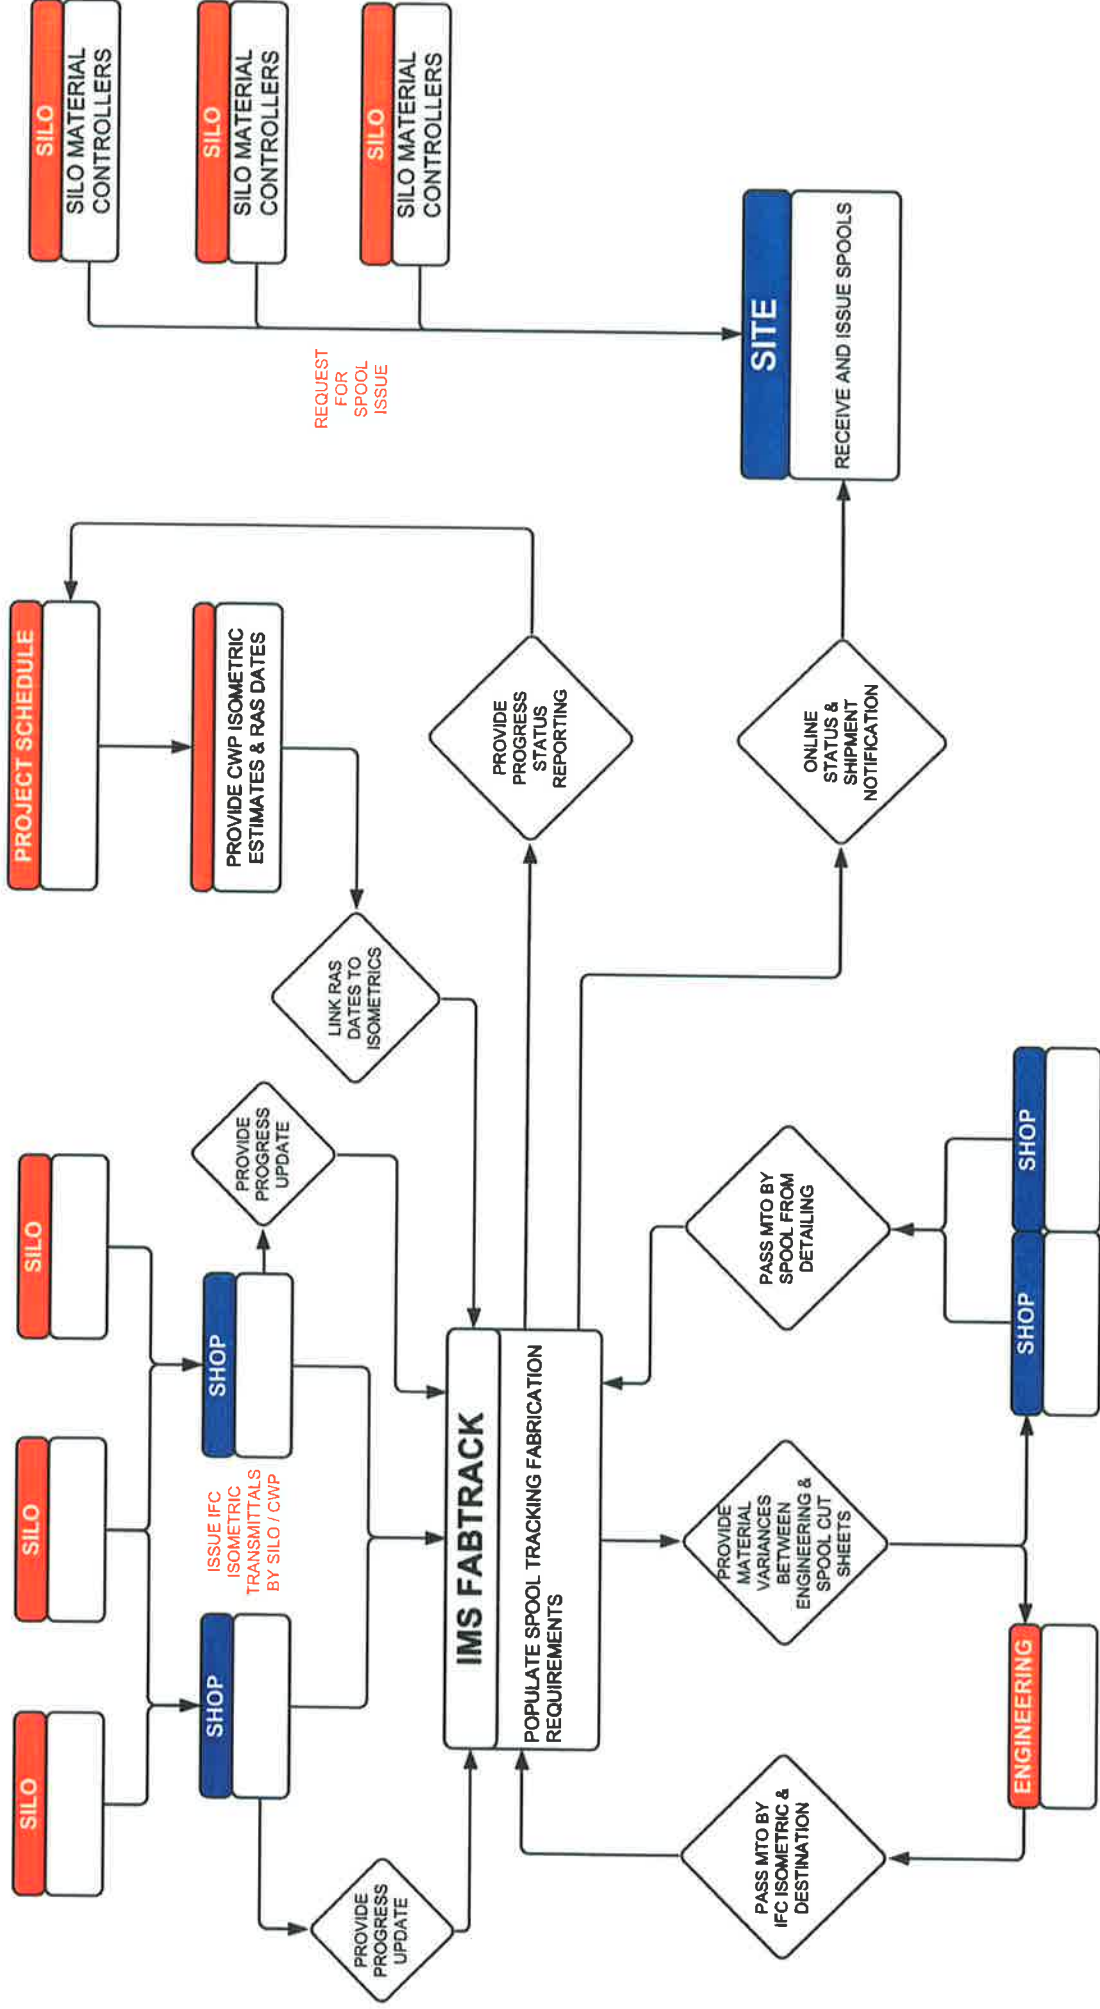 SILO
SILO
SILO
SHOP
ISSUE IFC
ISOMETRIC
TRANSMITTALS
BY SILO / CWP
SHOP
PROVIDE
PROGRESS
UPDATE
PROVIDE
PROGRESS
UPDATE
PROJECT SCHEDULE
PROVIDE CWP ISOMETRIC
ESTIMATES & RAS DATES
LINK RAS
DATES TO
ISOMETRICS
SILO
SILO MATERIAL
CONTROLLERS
SILO
SILO MATERIAL
CONTROLLERS
SILO
SILO MATERIAL
CONTROLLERS
REQUEST
FOR
SPOOL
ISSUE
IMS FABTRACK
POPULATE SPOOL TRACKING FABRICATION
REQUIREMENTS
PROVIDE
PROGRESS
STATUS
REPORTING
SITE
RECEIVE AND ISSUE SPOOLS
ONLINE
STATUS &
SHIPMENT
NOTIFICATION
PASS MTO BY
IFC ISOMETRIC &
DESTINATION
PROVIDE
MATERIAL
VARIANCES
BETWEEN
ENGINEERING &
SPOOL CUT
SHEETS
PASS MTO BY
SPOOL FROM
DETAILING
ENGINEERING
SHOP
SHOP